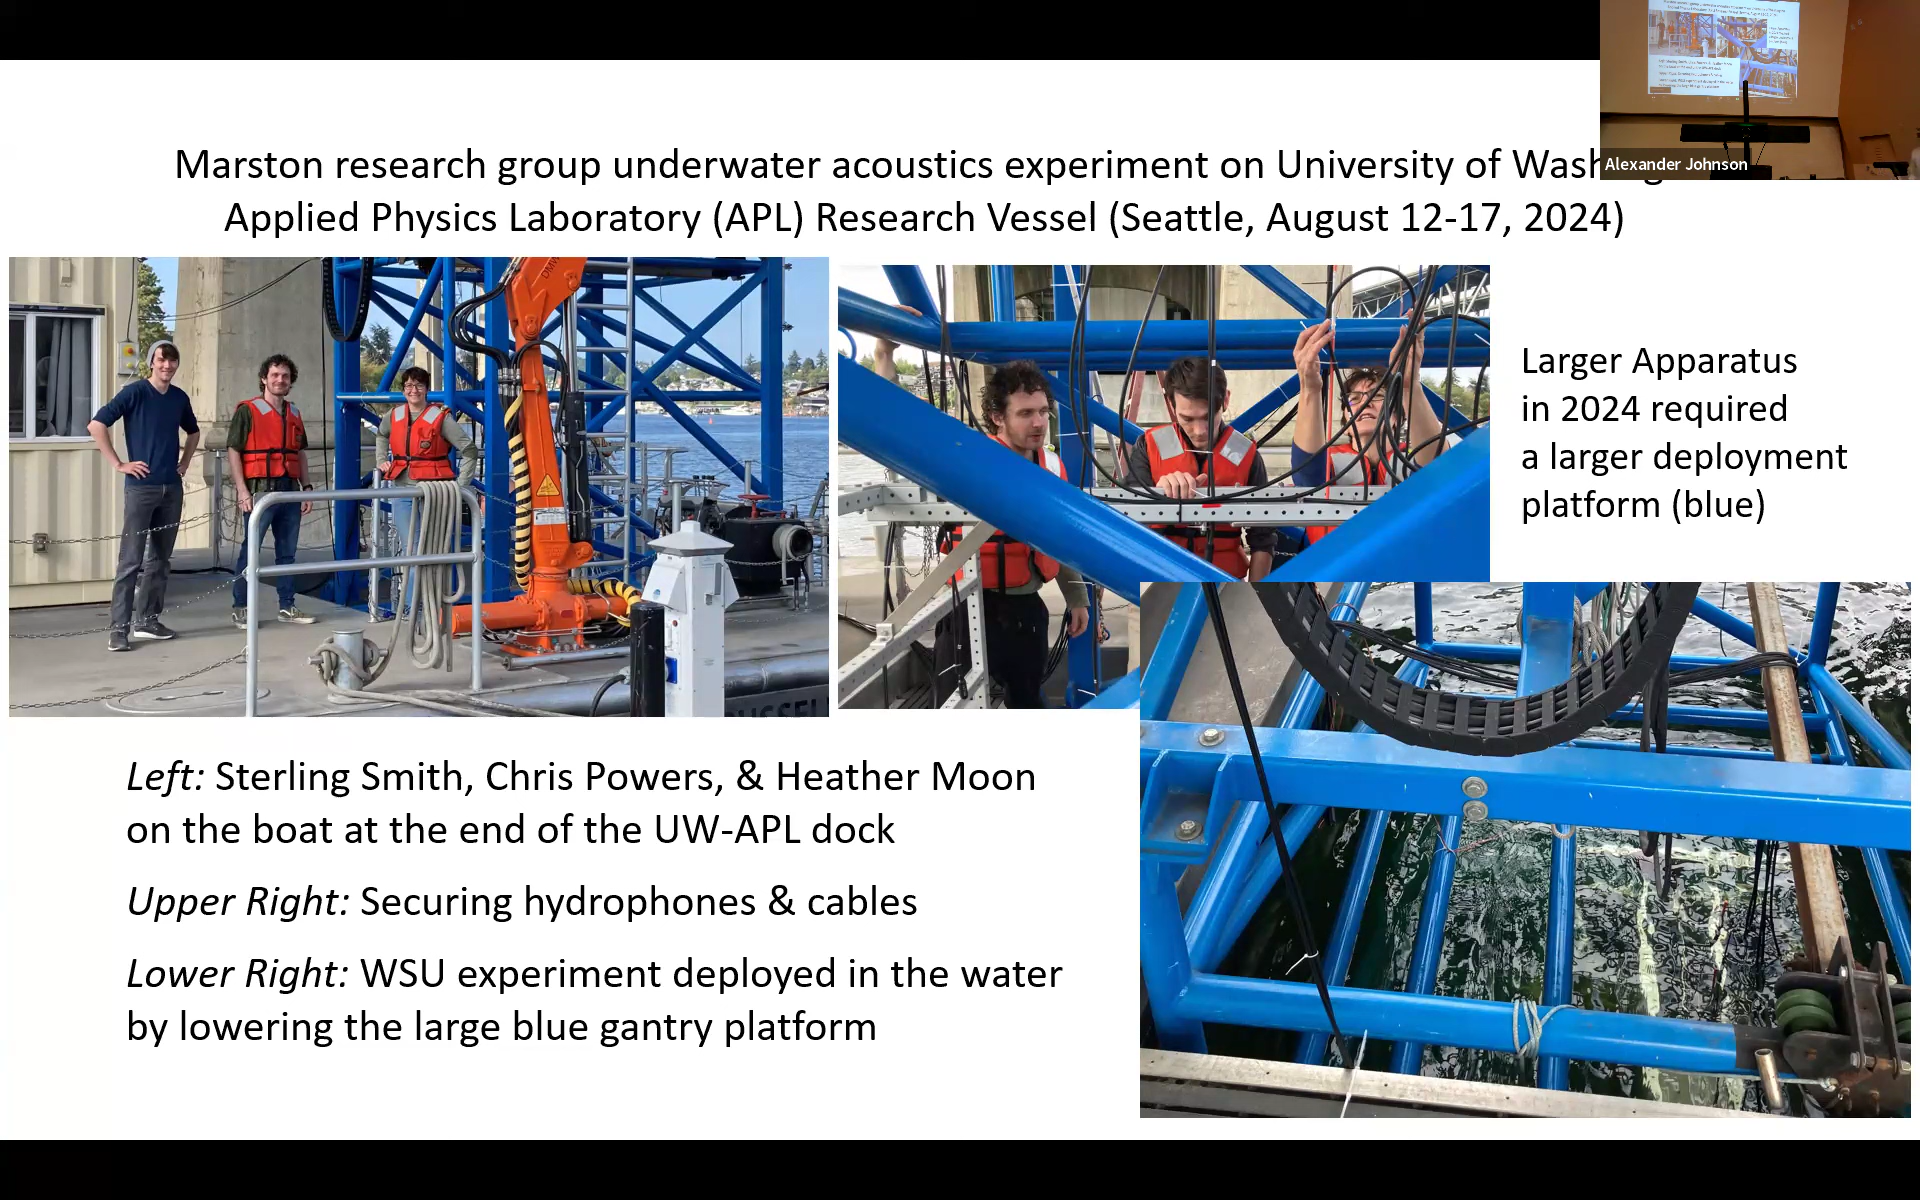 Marston research group underwater acoustics experiment on University of
Applied Physics Laboratory (APL) Research Vessel (Seattle, August 12-17, 2024)
Alexander Johnson
Larger Apparatus
in 2024 required
a larger deployment
platform (blue)
Left: Sterling Smith, Chris Powers, & Heather Moon
on the boat at the end of the UW-APL dock
Upper Right: Securing hydrophones & cables
Lower Right: WSU experiment deployed in the water
by lowering the large blue gantry platform